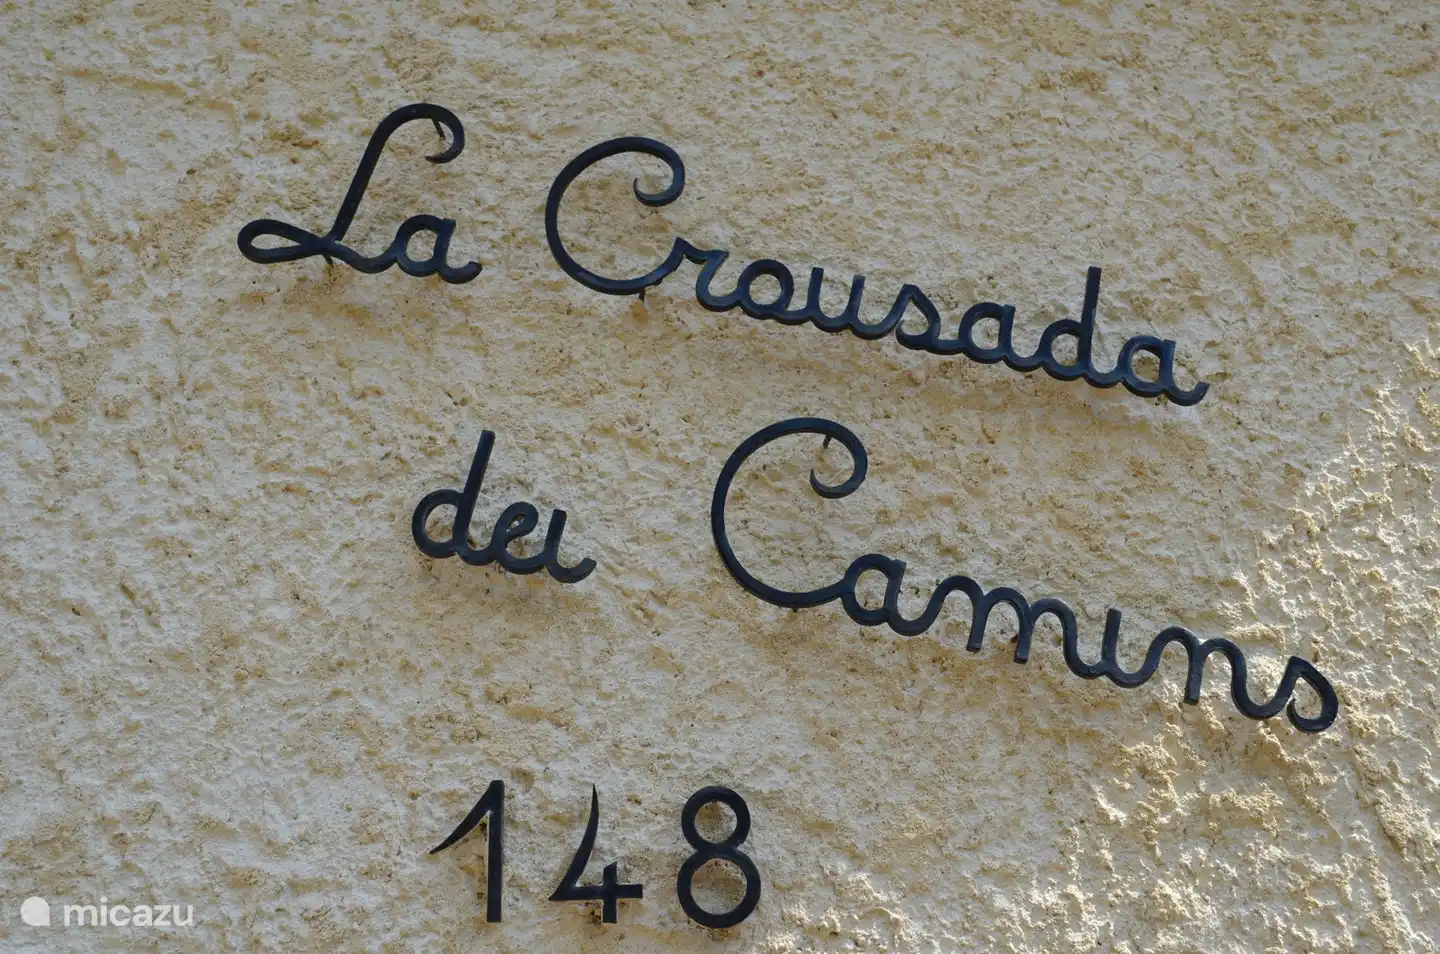 La Crousada
dei Camins
148
micazu